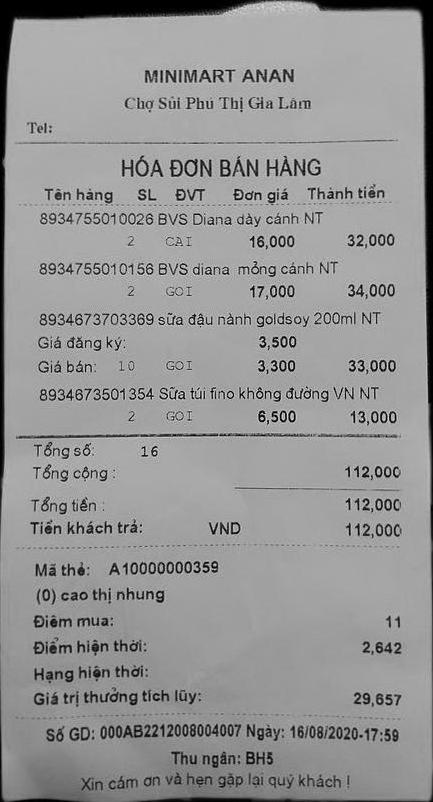 MINIMART ANAN
Chợ Sủi Phú Thị Gia Lâm
Tel:
HÓA ĐƠN BÁN HÀNG
Tên hàng SL ĐVT Đơn giá Thành tiền
8934755010026 BVS Diana dày cánh NT
2 CAI 16,000 32,000
8934755010156 BVS diana mỏng cánh NT
2 GOI 17,000 34,000
8934673703369 sữa đậu nành goldsoy 200ml NT
Giá đăng ký: 3,500
Giá bán: 10 GOI 3,300 33,000
8934673501354 Sữa túi fino không đường VN NT
2 GOI 6,500 13,000
Tổng số: 16
Tổng cộng : 112,000
Tổng tiền : 112,000
Tiền khách trả: VND 112,000
Mã thẻ: A10000000359
(0) cao thị nhung
Điểm mua: 11
Điểm hiện thời: 2,642
Hạng hiện thời:
Giá trị thưởng tích lũy: 29,657
Số GD: 000AB2212008004007 Ngày: 16/08/2020-17:59
Thu ngân: BH5
Xin cám ơn và hẹn gặp lại quý khách !